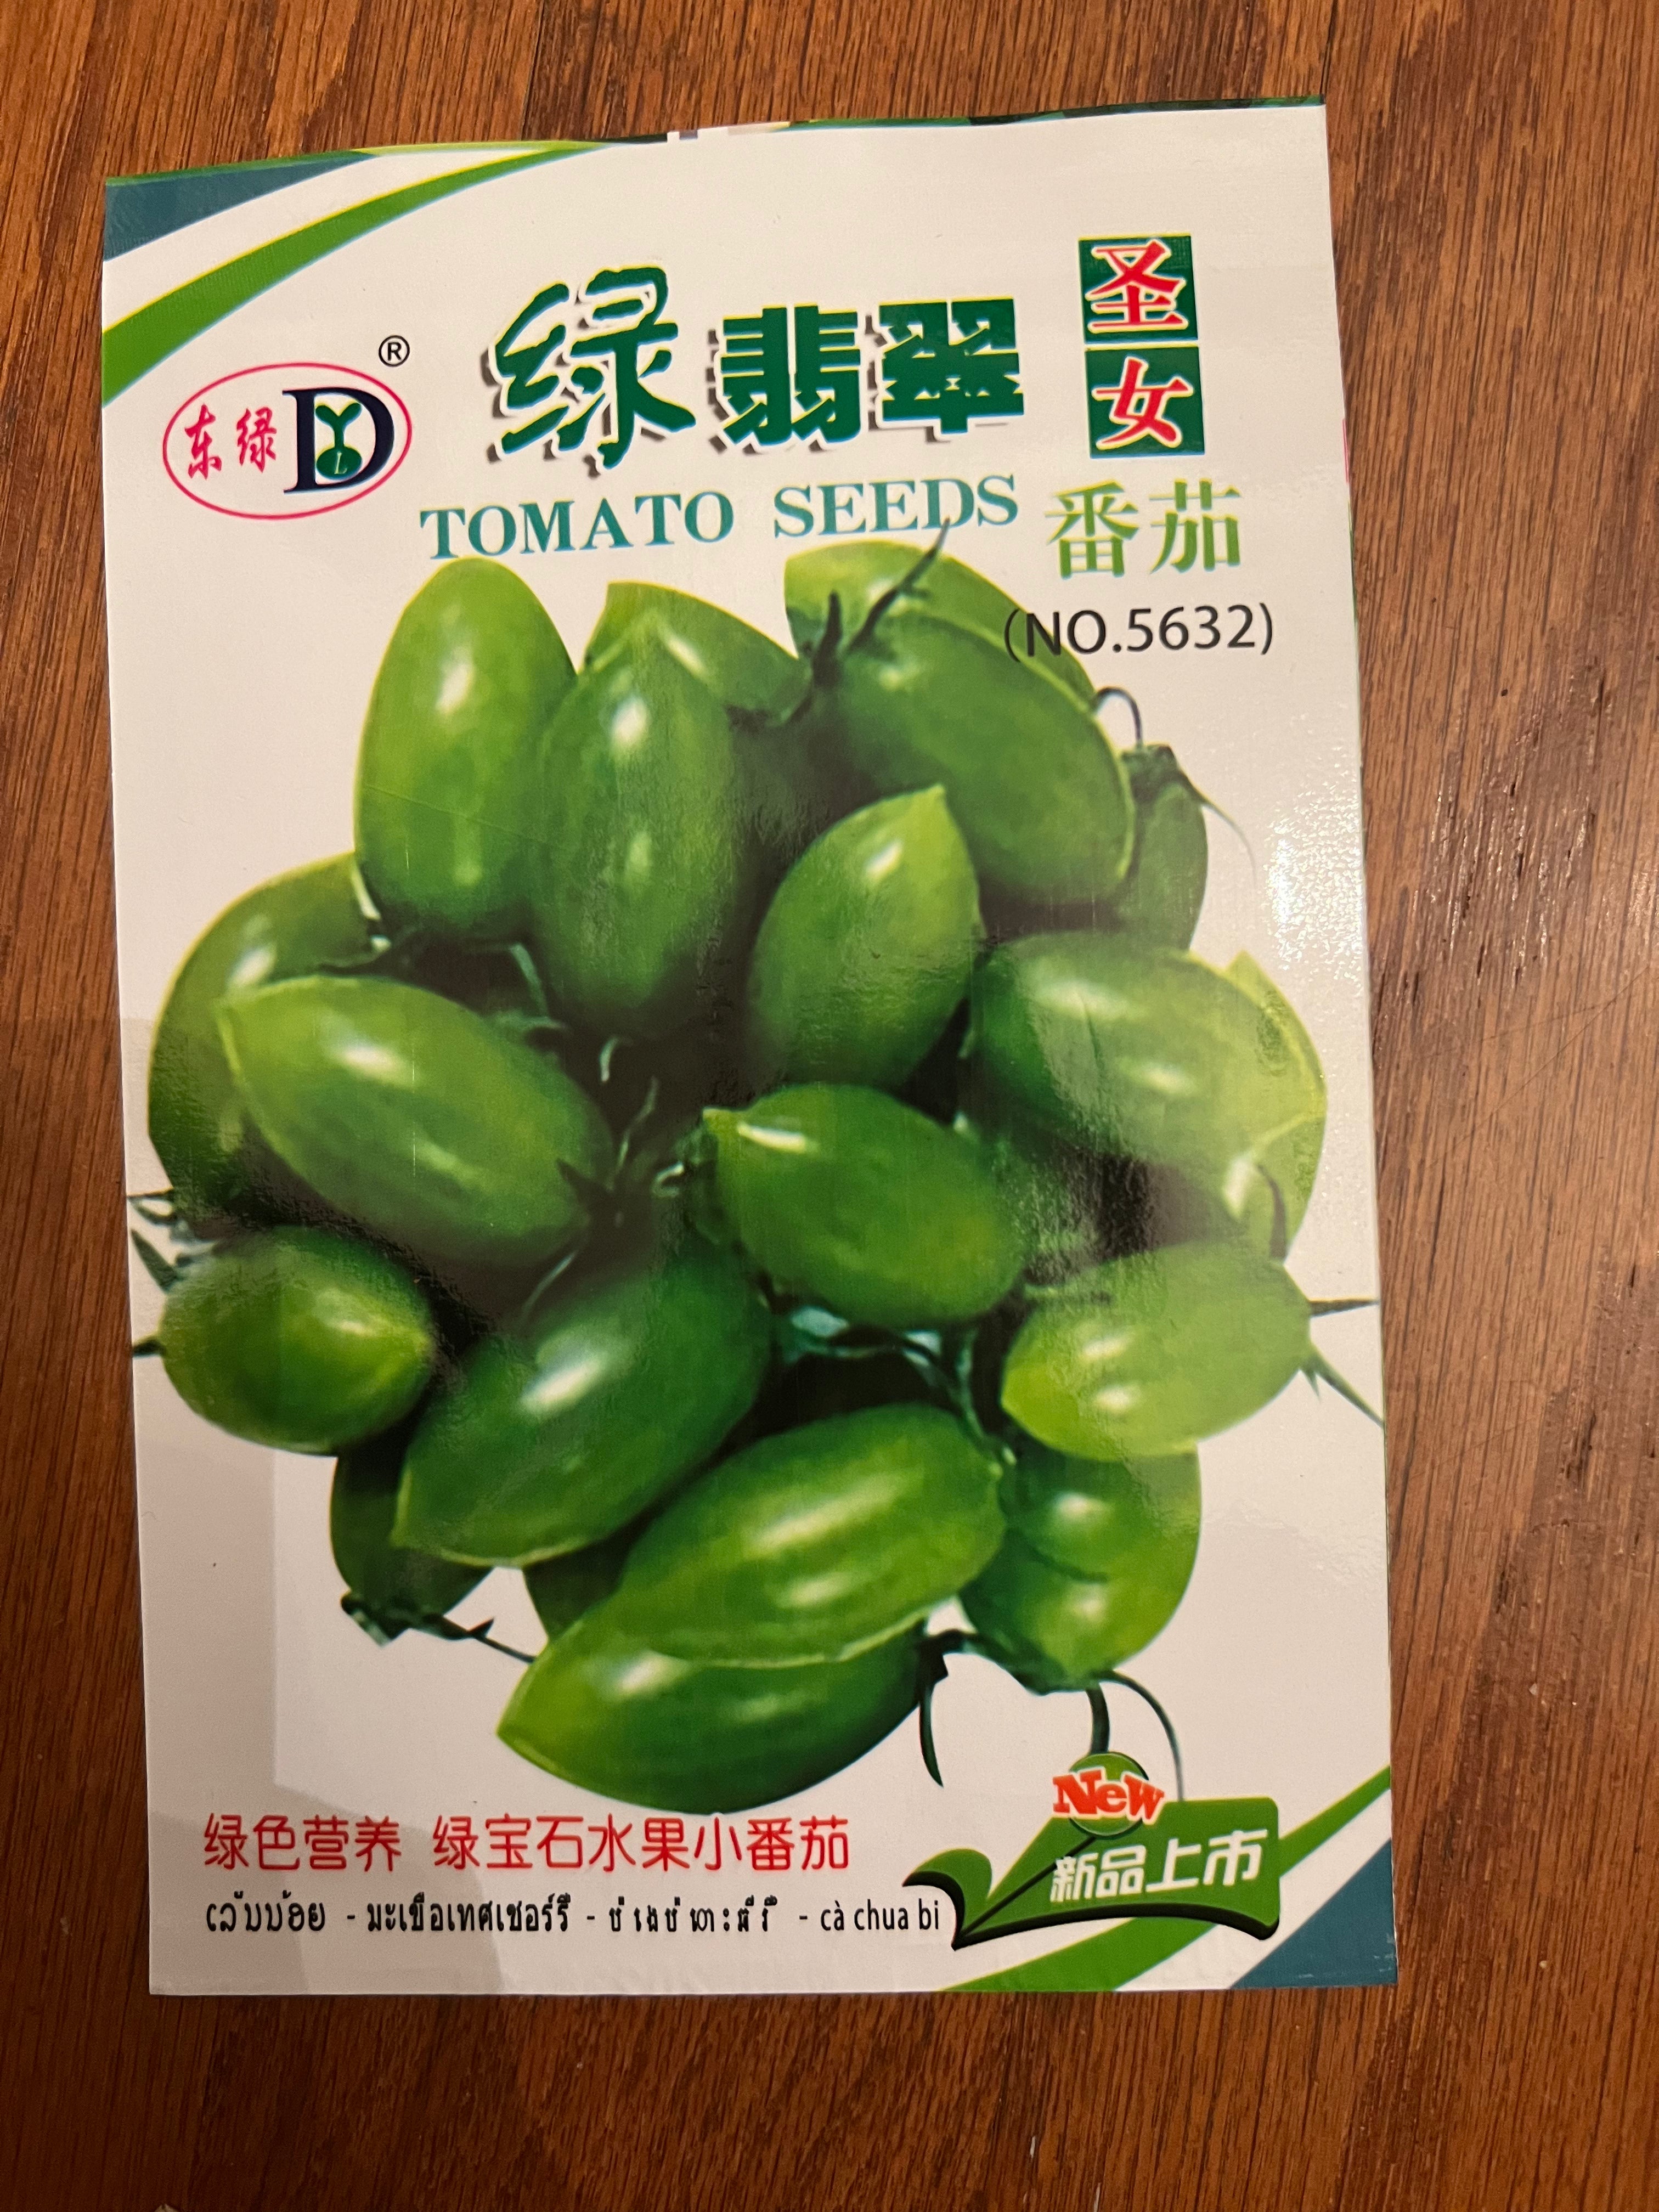 东绿 DL ®
绿翡翠
圣女
TOMATO SEEDS
番茄
(NO.5632)
NeW
新品上市
绿色营养 绿宝石水果小番茄
- มะเขือเทศเชอร์รี่ - - cà chua bi